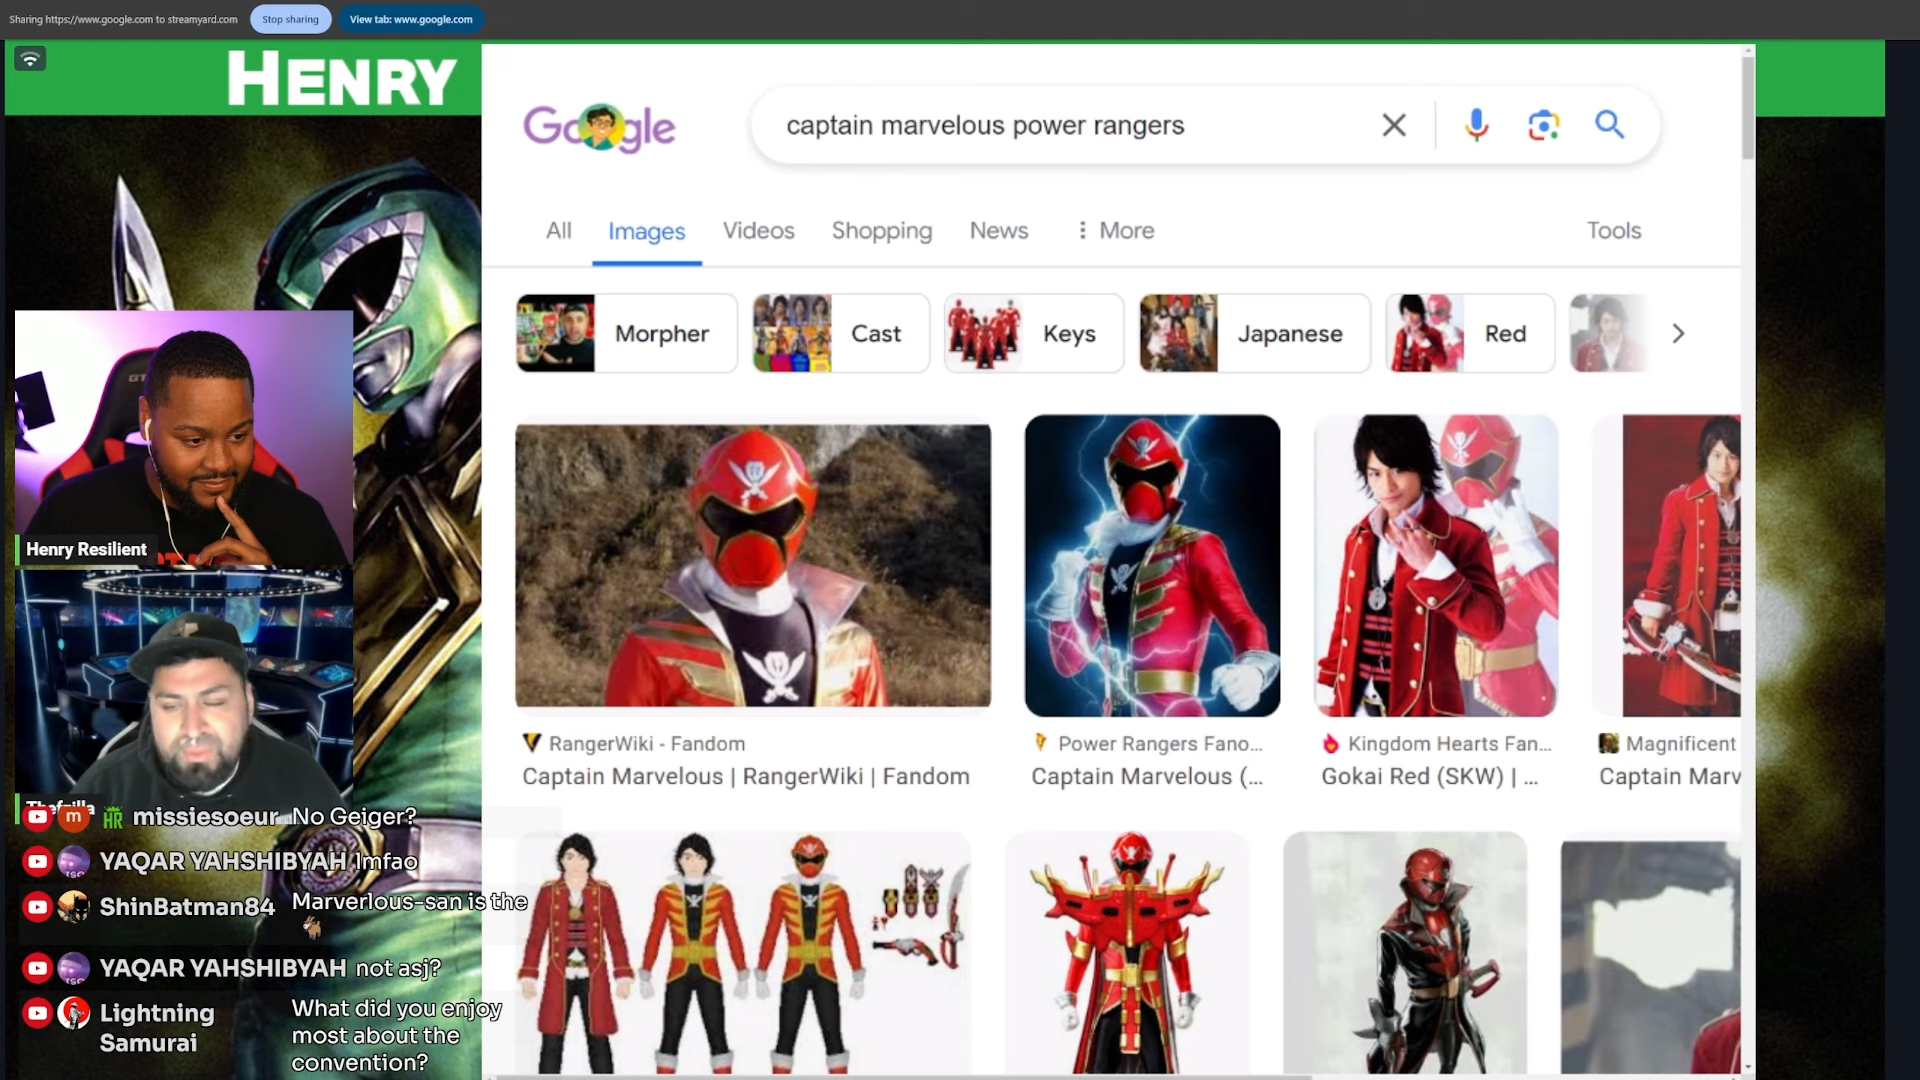 Sharing https://www.google.com to streamyard.com
Stop sharing
View tab: www.google.com
HENRY
Google
captain marvelous power rangers
All
Images
Videos
Shopping
News
More
Tools
Morpher
Cast
Keys
Japanese
Red
RangerWiki - Fandom
Captain Marvelous | RangerWiki | Fandom
Power Rangers Fano...
Captain Marvelous (...
Kingdom Hearts Fan...
Gokai Red (SKW) | ...
Magnificent
Captain Marv
Henry Resilient
m
HR
missiesoeur
No Geiger?
YAQAR YAHSHIBYAH
lmfao
ShinBatman84
Marverlous-san is the
YAQAR YAHSHIBYAH
not asj?
Lightning
Samurai
What did you enjoy
most about the
convention?